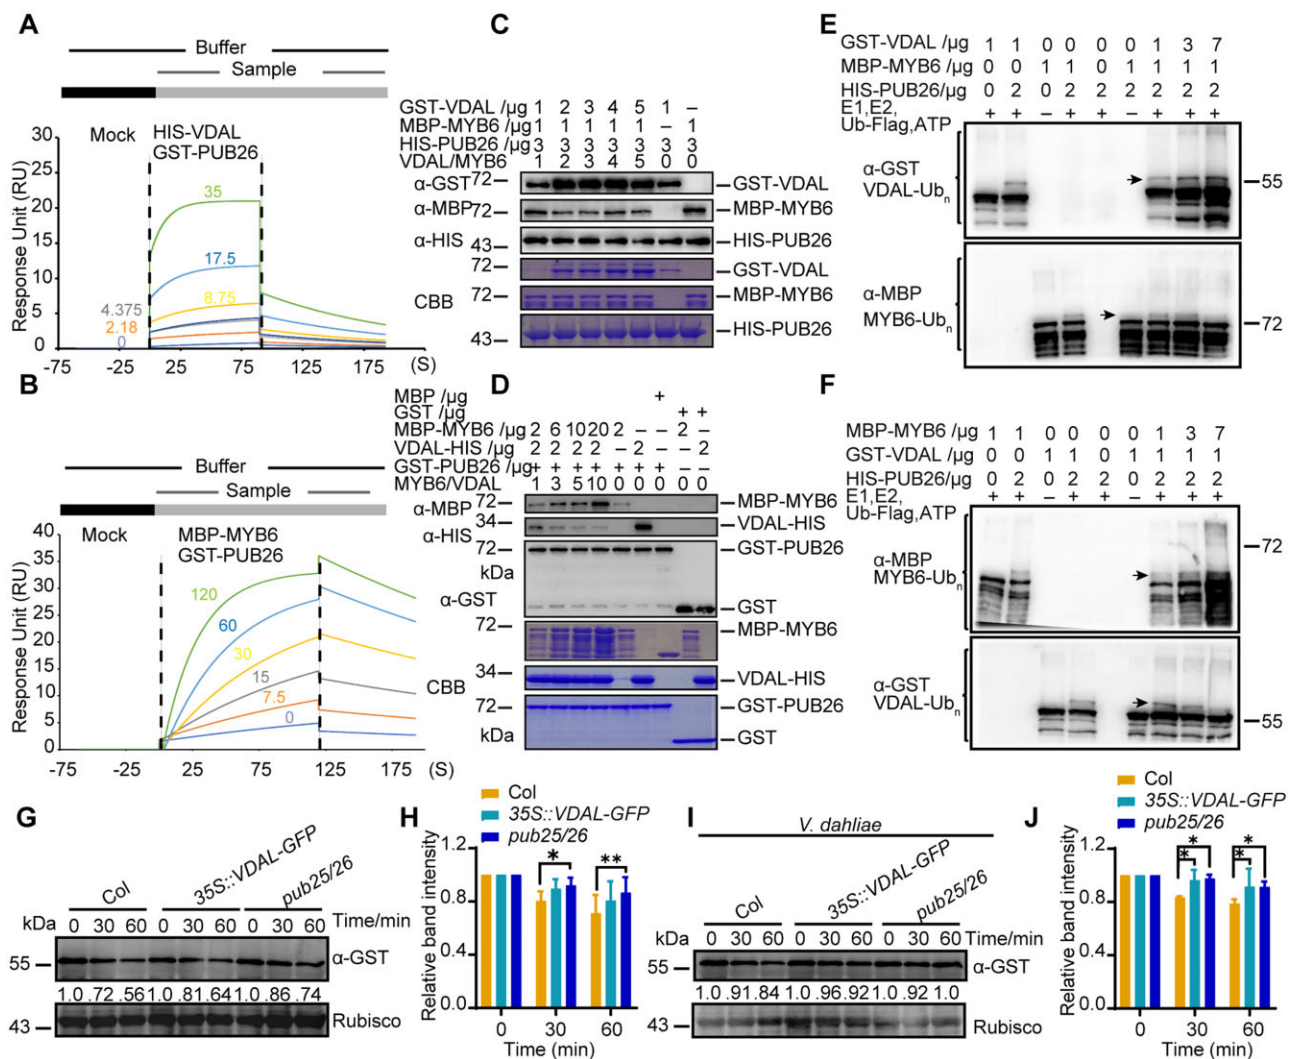 A
Buffer
Sample
Response Unit (RU)
30
25
20
15
10
5
0
Mock
HIS-VDAL
GST-PUB26
35
17.5
8.75
4.375
2.18
0
-75 -25 25 75 125 175 (S)
B
Buffer
Sample
Response Unit (RU)
40
35
30
25
20
15
10
5
0
Mock
MBP-MYB6
GST-PUB26
120
60
30
15
7.5
0
-75 -25 25 75 125 175 (S)
C
GST-VDAL /µg 1 2 3 4 5 1 –
MBP-MYB6 /µg 1 1 1 1 1 – 1
HIS-PUB26 /µg 3 3 3 3 3 3 3
VDAL/MYB6 1 2 3 4 5 0 0
α-GST 72 GST-VDAL
α-MBP 72 MBP-MYB6
α-HIS 43 HIS-PUB26
72 GST-VDAL
CBB 72 MBP-MYB6
43 HIS-PUB26
D
MBP /µg +
GST /µg + +
MBP-MYB6 /µg 2 6 10 20 2 – – 2 –
VDAL-HIS /µg 2 2 2 2 – 2 – – 2
GST-PUB26 /µg + + + + + + + – –
MYB6/VDAL 1 3 5 10 0 0 0 0 0
α-MBP 72 MBP-MYB6
α-HIS 34 VDAL-HIS
72 GST-PUB26
kDa
α-GST GST
72 MBP-MYB6
CBB 34 VDAL-HIS
72 GST-PUB26
kDa GST
E
GST-VDAL /µg 1 1 0 0 0 0 1 3 7
MBP-MYB6 /µg 0 0 1 1 0 1 1 1 1
HIS-PUB26/µg 0 2 0 2 2 0 2 2 2
E1,E2,
Ub-Flag,ATP + + – + + – + + +
α-GST
VDAL-Ubn
55
α-MBP
MYB6-Ubn
72
F
MBP-MYB6 /µg 1 1 0 0 0 0 1 3 7
GST-VDAL /µg 0 0 1 1 0 1 1 1 1
HIS-PUB26/µg 0 2 0 2 2 0 2 2 2
E1,E2,
Ub-Flag,ATP + + – + + – + + +
α-MBP
MYB6-Ubn
72
α-GST
VDAL-Ubn
55
G
Col 35S::VDAL-GFP pub25/26
kDa 0 30 60 0 30 60 0 30 60 Time/min
55 α-GST
1.0 .72 .56 1.0 .81 .64 1.0 .86 .74
43 Rubisco
H
Col
35S::VDAL-GFP
pub25/26
Relative band intensity
1.2
0.8
0.4
0.0
* **
0 30 60
Time (min)
I
V. dahliae
Col 35S::VDAL-GFP pub25/26
kDa 0 30 60 0 30 60 0 30 60 Time/min
55 α-GST
1.0 .91 .84 1.0 .96 .92 1.0 .92 1.0
43 Rubisco
J
Col
35S::VDAL-GFP
pub25/26
Relative band intensity
1.2
0.8
0.4
0.0
* * * *
0 30 60
Time (min)